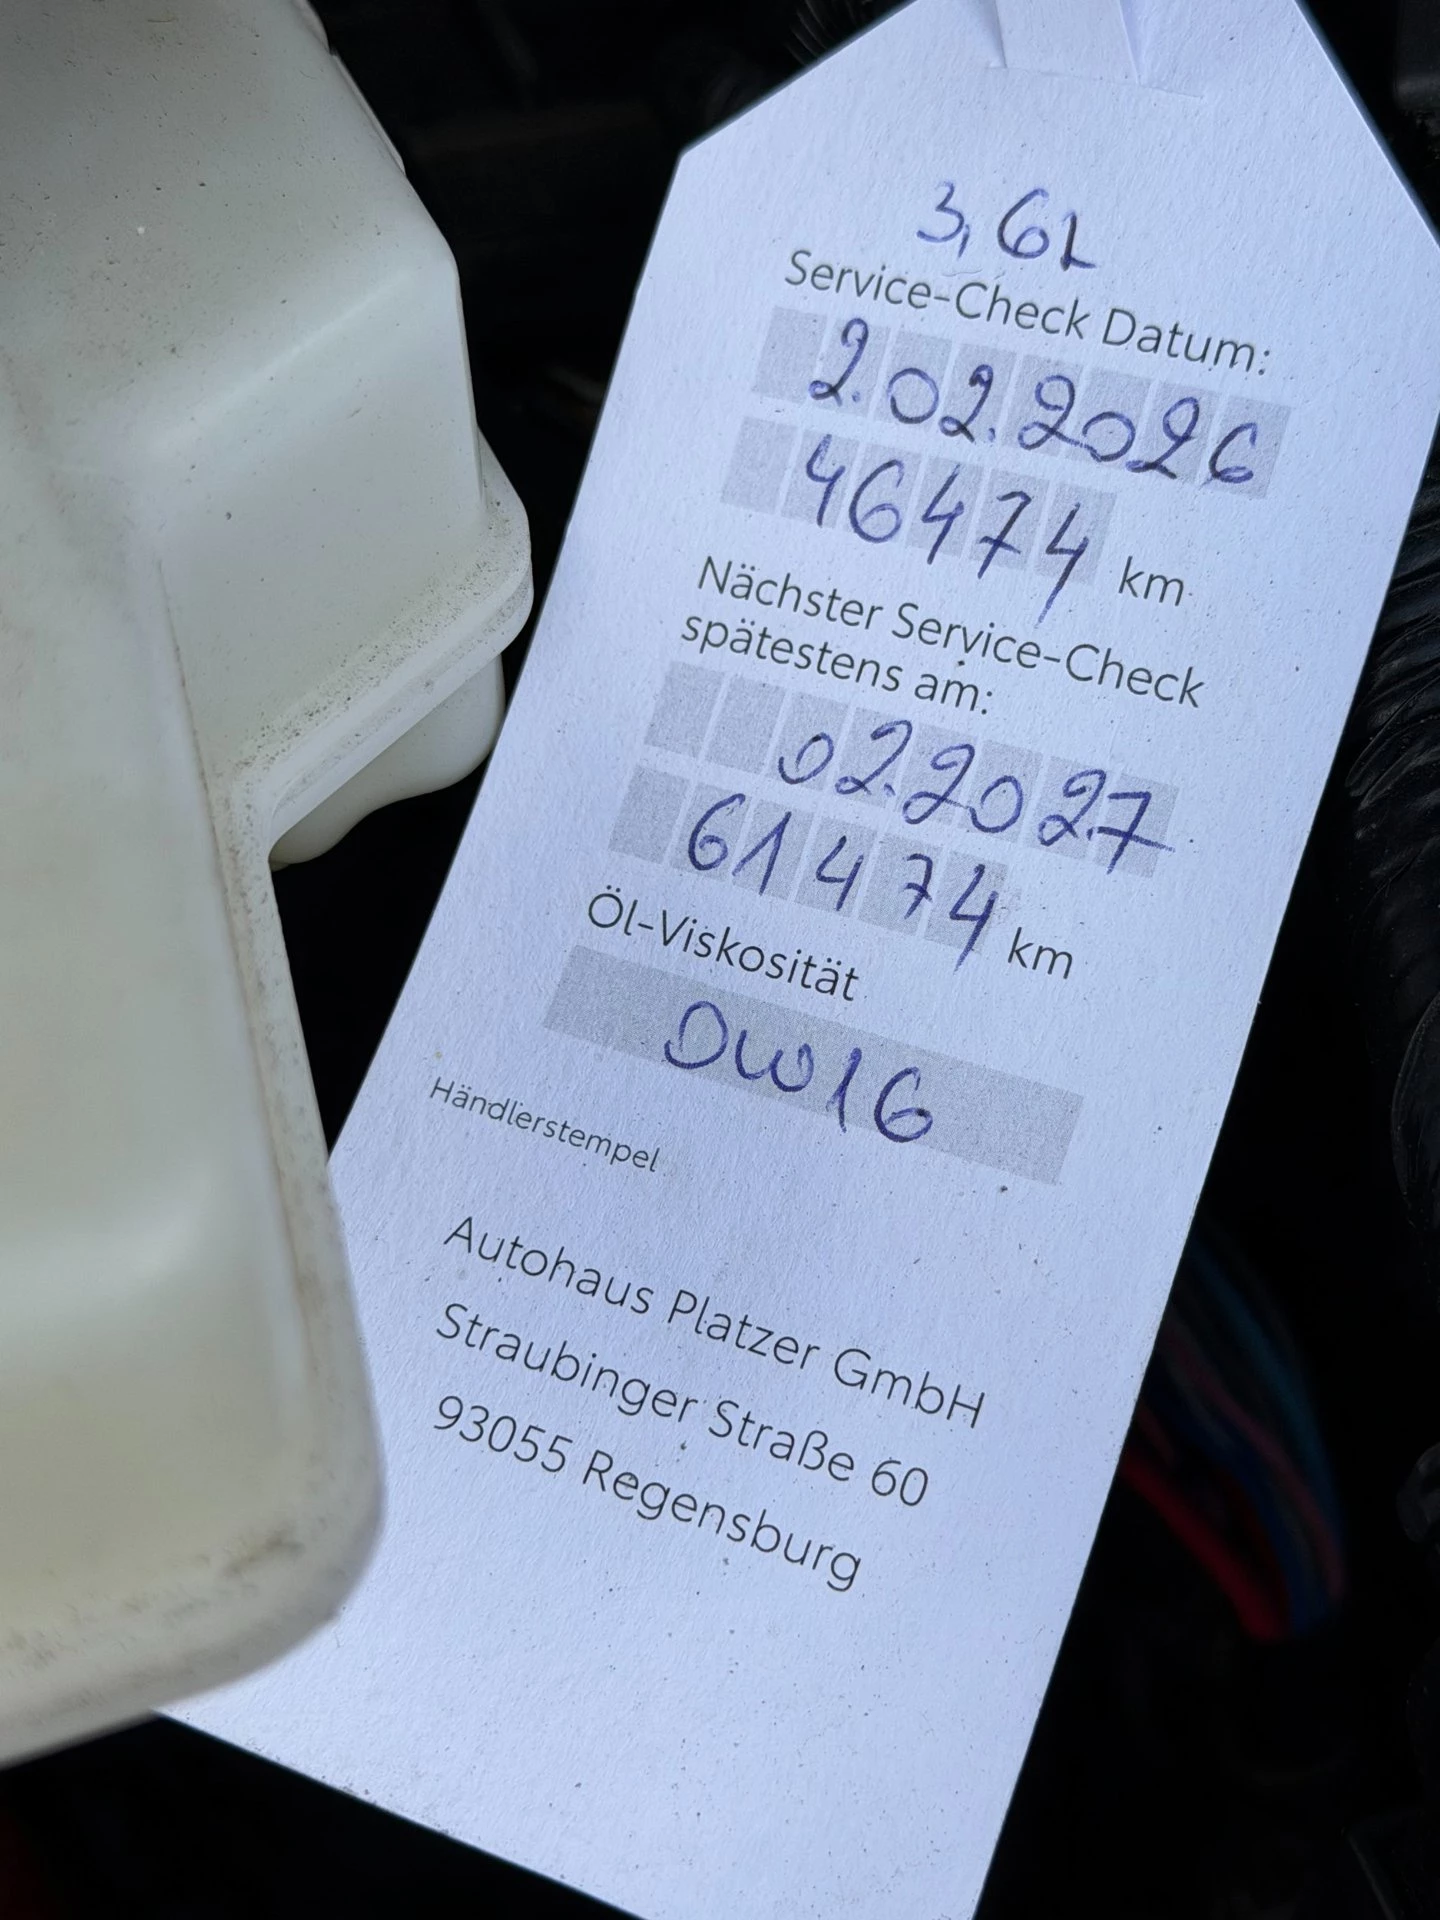 3,6L
Service-Check Datum:
2.02.2026
46474 km
Nächster Service-Check
spätestens am:
02.2027
61474 km
Öl-Viskosität
0W16
Händlerstempel
Autohaus Platzer GmbH
Straubinger Straße 60
93055 Regensburg